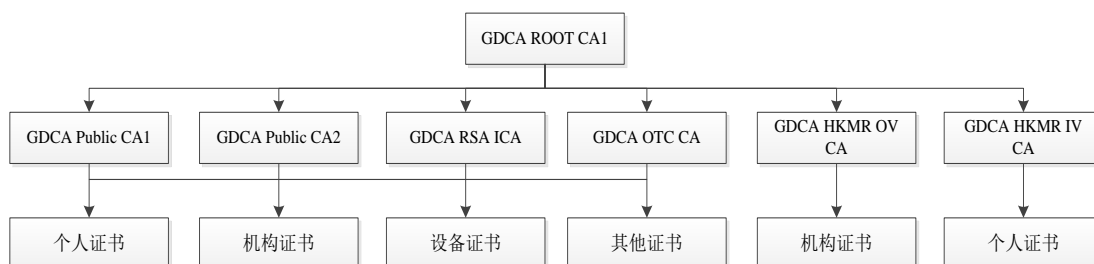 GDCA ROOT CA1
GDCA Public CA1
GDCA Public CA2
GDCA RSA ICA
GDCA OTC CA
GDCA HKMR OV
CA
GDCA HKMR IV
CA
个人证书
机构证书
设备证书
其他证书
机构证书
个人证书